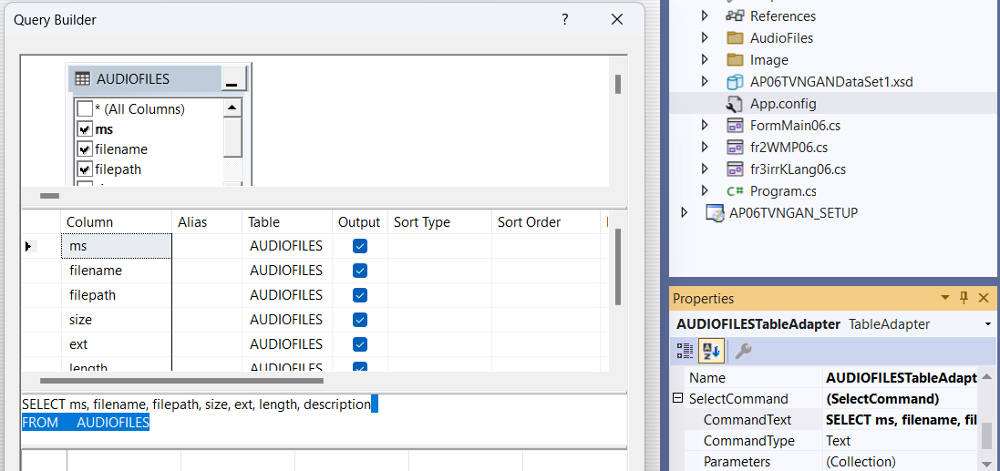 Query Builder
?
AUDIOFILES
* (All Columns)
ms
filename
filepath
Column Alias Table Output Sort Type Sort Order
ms AUDIOFILES
filename AUDIOFILES
filepath AUDIOFILES
size AUDIOFILES
ext AUDIOFILES
length AUDIOFILES
SELECT ms, filename, filepath, size, ext, length, description
FROM AUDIOFILES
References
AudioFiles
Image
AP06TVNGANDataSet1.xsd
App.config
FormMain06.cs
fr2WMP06.cs
fr3irrKLang06.cs
C# Program.cs
AP06TVNGAN_SETUP
Properties
AUDIOFILESTableAdapter TableAdapter
Name AUDIOFILESTableAdapt
SelectCommand (SelectCommand)
CommandText SELECT ms, filename, fil
CommandType Text
Parameters (Collection)